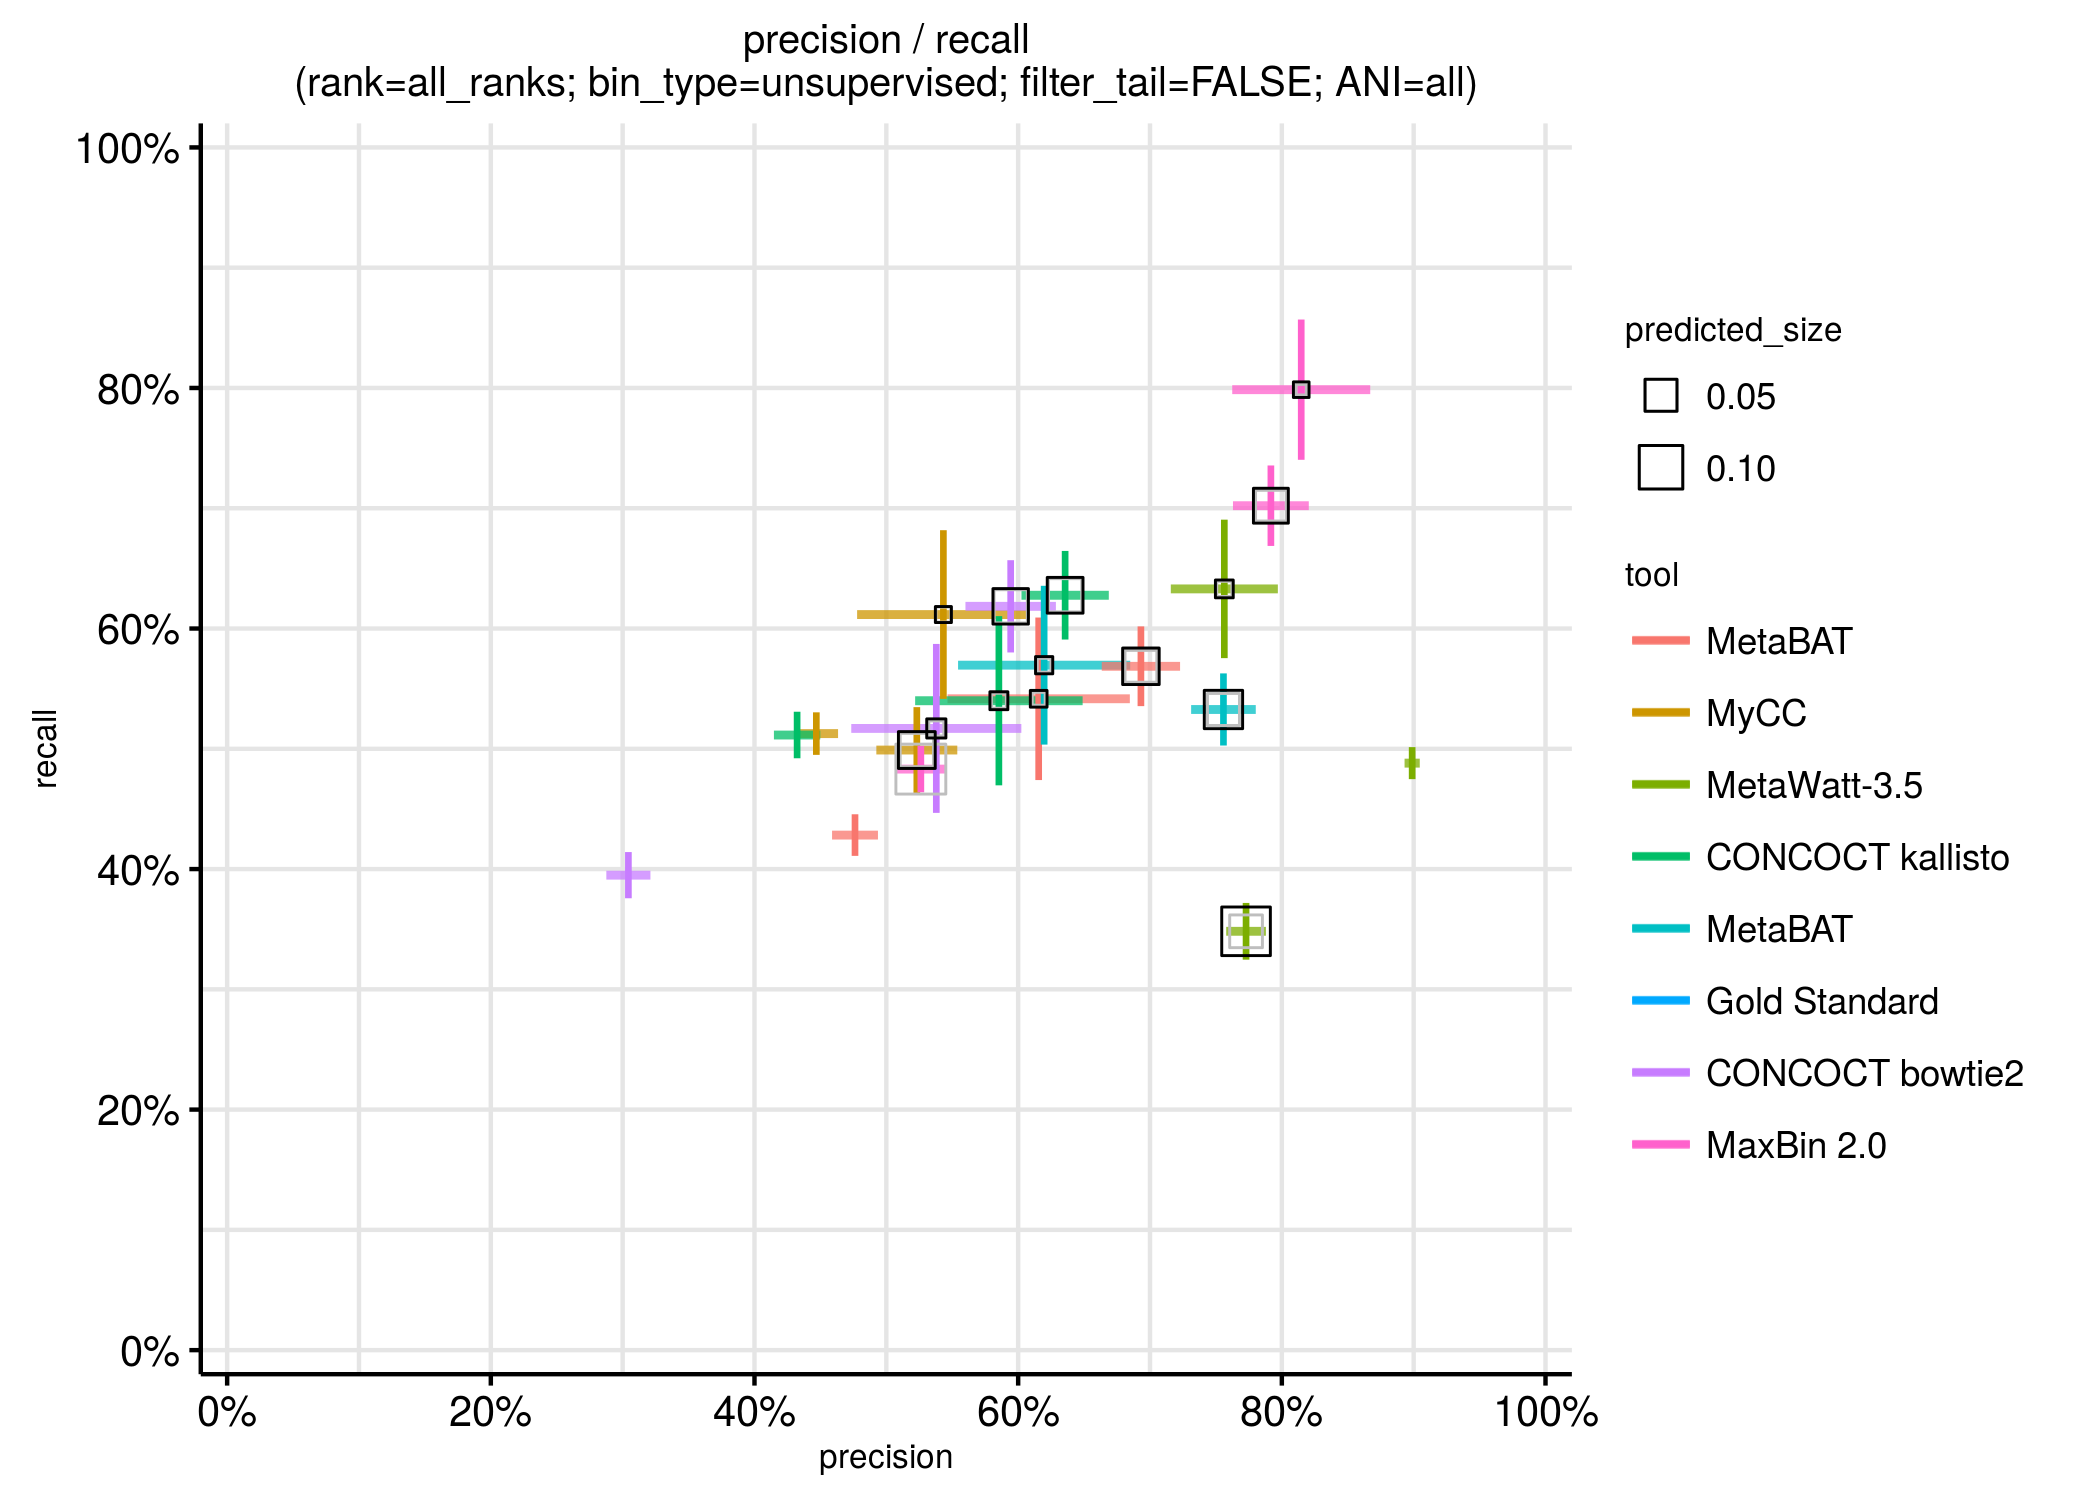 precision / recall
(rank=all_ranks; bin_type=unsupervised; filter_tail=FALSE; ANI=all)
100%
80%
60%
40%
20%
0%
recall
0%
20%
40%
60%
80%
100%
precision
predicted_size
0.05
0.10
tool
MetaBAT
MyCC
MetaWatt-3.5
CONCOCT kallisto
MetaBAT
Gold Standard
CONCOCT bowtie2
MaxBin 2.0